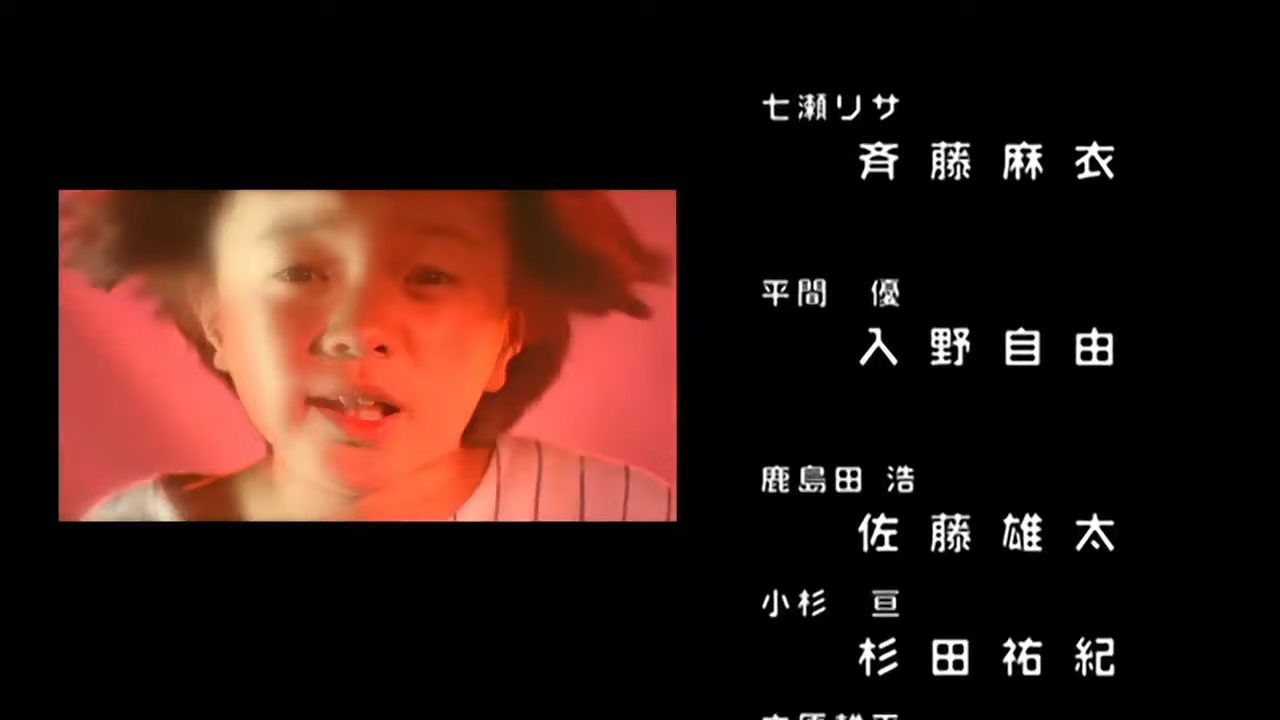 七瀬リサ
斉藤麻衣
平間　優
入野自由
鹿島田 浩
佐藤雄太
小杉　亘
杉田祐紀